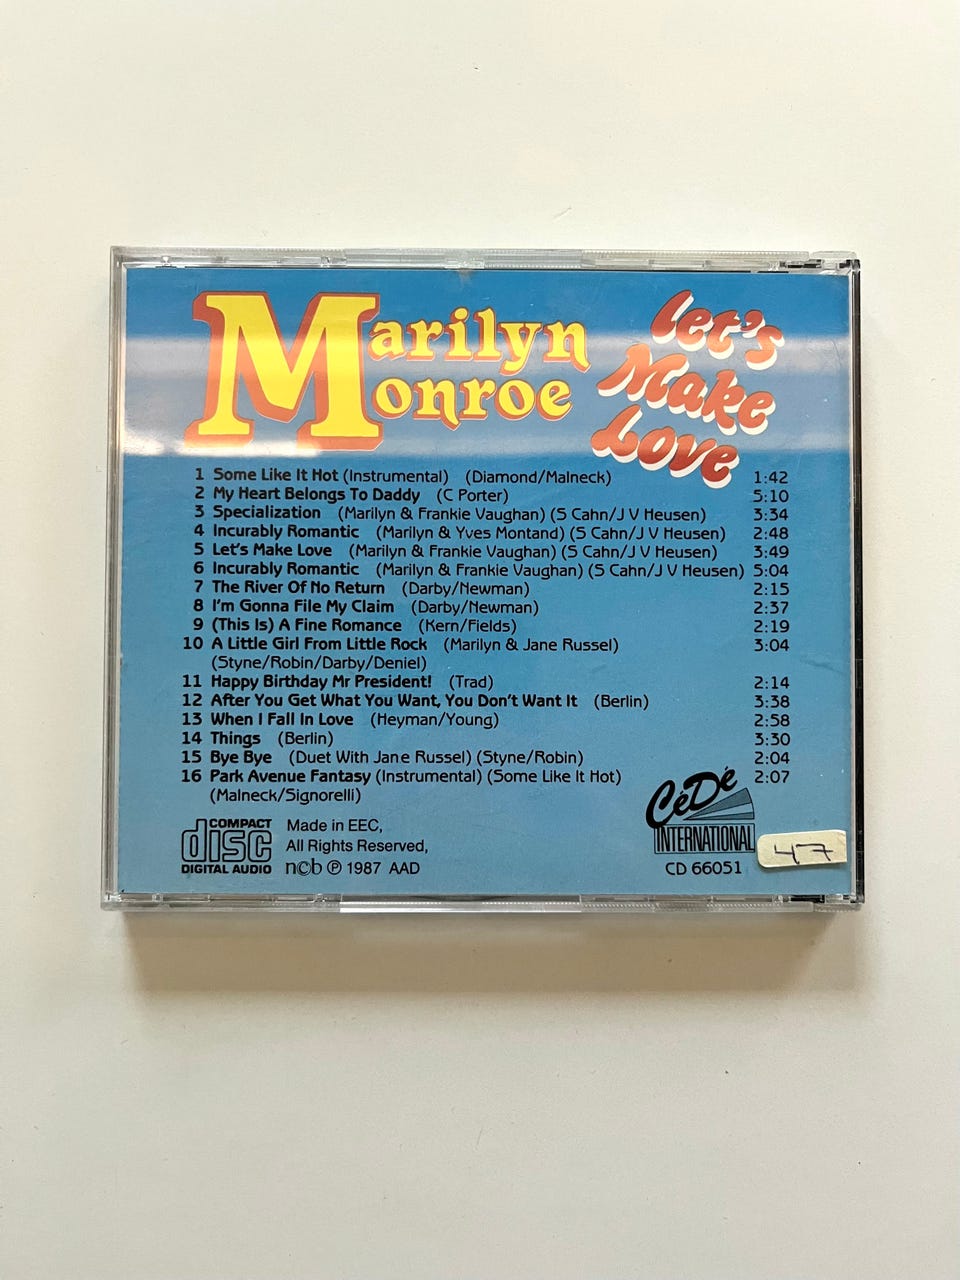 Marilyn
Monroe
Let's
Make
Love
1 Some Like It Hot (Instrumental) (Diamond/Malneck) 1:42
2 My Heart Belongs To Daddy (C Porter) 5:10
3 Specialization (Marilyn & Frankie Vaughan) (S Cahn/J V Heusen) 3:34
4 Incurably Romantic (Marilyn & Yves Montand) (S Cahn/J V Heusen) 2:48
5 Let's Make Love (Marilyn & Frankie Vaughan) (S Cahn/J V Heusen) 3:49
6 Incurably Romantic (Marilyn & Frankie Vaughan) (S Cahn/J V Heusen) 5:04
7 The River Of No Return (Darby/Newman) 2:15
8 I'm Gonna File My Claim (Darby/Newman) 2:37
9 (This Is) A Fine Romance (Kern/Fields) 2:19
10 A Little Girl From Little Rock (Marilyn & Jane Russel) 3:04
(Styne/Robin/Darby/Deniel)
11 Happy Birthday Mr President! (Trad) 2:14
12 After You Get What You Want, You Don't Want It (Berlin) 3:38
13 When I Fall In Love (Heyman/Young) 2:58
14 Things (Berlin) 3:30
15 Bye Bye (Duet With Jane Russel) (Styne/Robin) 2:04
16 Park Avenue Fantasy (Instrumental) (Some Like It Hot) 2:07
(Malneck/Signorelli)
COMPACT
disc
DIGITAL AUDIO
Made in EEC,
All Rights Reserved,
n©b ℗ 1987 AAD
CéDé
INTERNATIONAL
CD 66051
47